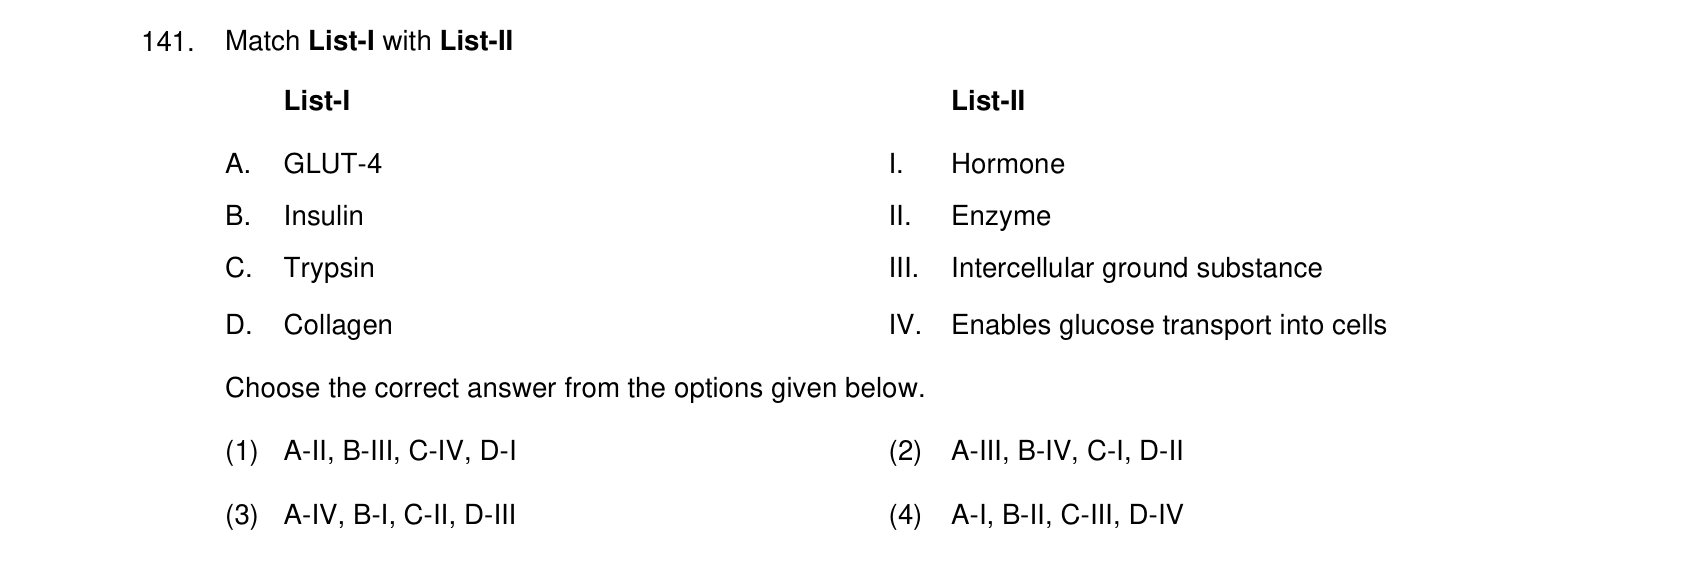 141. Match List-I with List-II
List-I List-II
A. GLUT-4 I. Hormone
B. Insulin II. Enzyme
C. Trypsin III. Intercellular ground substance
D. Collagen IV. Enables glucose transport into cells
Choose the correct answer from the options given below.
(1) A-II, B-III, C-IV, D-I (2) A-III, B-IV, C-I, D-II
(3) A-IV, B-I, C-II, D-III (4) A-I, B-II, C-III, D-IV